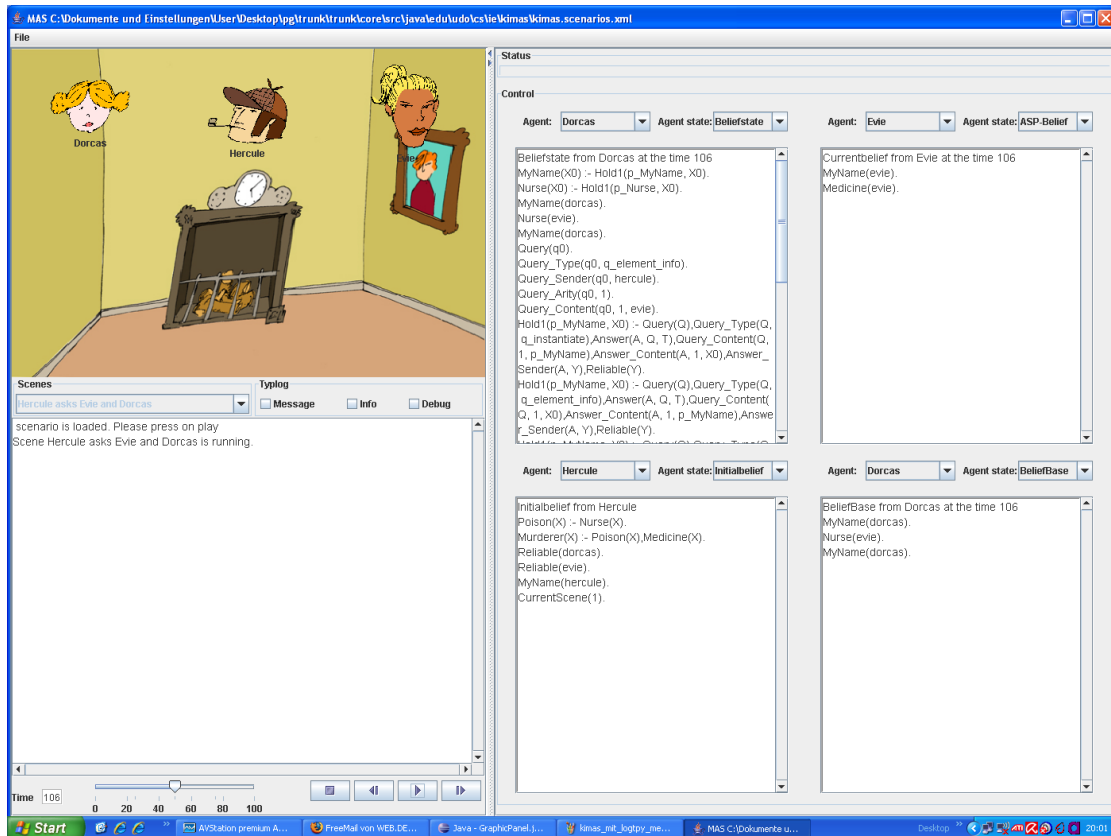 MAS C:\Dokumente und Einstellungen\User\Desktop\pg\trunk\trunk\core\src\java\edu\udo\cs\ie\kimas\kimas.scenarios.xml
File
Dorcas
Hercule
Evie
Scenes
Hercule asks Evie and Dorcas
Typlog
Message
Info
Debug
scenario is loaded. Please press on play
Scene Hercule asks Evie and Dorcas is running.
Time 106
0 20 40 60 80 100
Status
Control
Agent: Dorcas Agent state: Beliefstate
Beliefstate from Dorcas at the time 106
MyName(X0) :- Hold1(p_MyName, X0).
Nurse(X0) :- Hold1(p_Nurse, X0).
MyName(dorcas).
Nurse(evie).
MyName(dorcas).
Query(q0).
Query_Type(q0, q_element_info).
Query_Sender(q0, hercule).
Query_Arity(q0, 1).
Query_Content(q0, 1, evie).
Hold1(p_MyName, X0) :- Query(Q),Query_Type(Q,
q_instantiate),Answer(A, Q, T),Query_Content(Q,
1, p_MyName),Answer_Content(A, 1, X0),Answer_
Sender(A, Y),Reliable(Y).
Hold1(p_MyName, X0) :- Query(Q),Query_Type(Q,
q_element_info),Answer(A, Q, T),Query_Content(
Q, 1, X0),Answer_Content(A, 1, p_MyName),Answe
r_Sender(A, Y),Reliable(Y).
Agent: Evie Agent state: ASP-Belief
Currentbelief from Evie at the time 106
MyName(evie).
Medicine(evie).
Agent: Hercule Agent state: Initialbelief
Initialbelief from Hercule
Poison(X) :- Nurse(X).
Murderer(X) :- Poison(X),Medicine(X).
Reliable(dorcas).
Reliable(evie).
MyName(hercule).
CurrentScene(1).
Agent: Dorcas Agent state: BeliefBase
BeliefBase from Dorcas at the time 106
MyName(dorcas).
Nurse(evie).
MyName(dorcas).
Start
AVStation premium A...
FreeMail von WEB.DE...
Java - GraphicPanel.j...
kimas_mit_logtpy_me...
MAS C:\Dokumente u...
Desktop
20:01